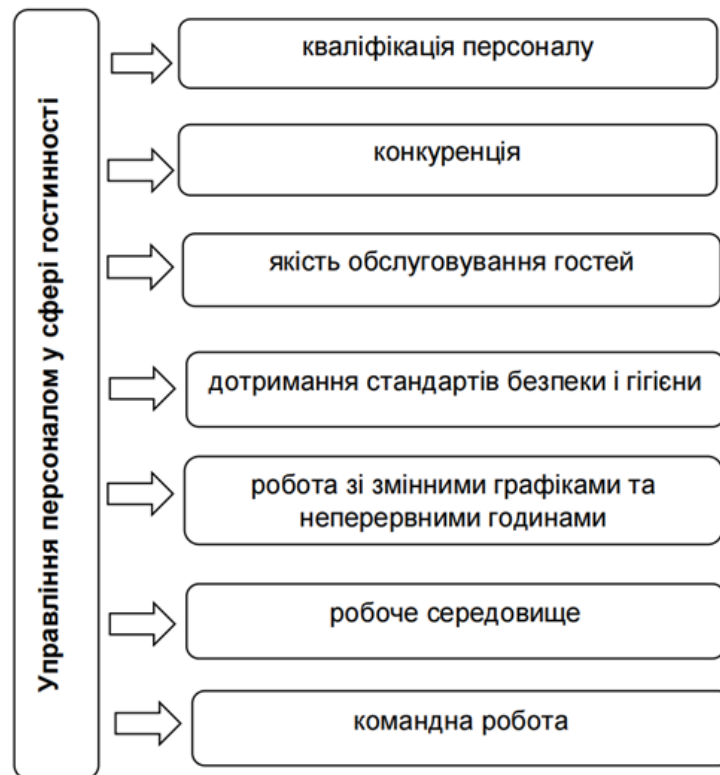 Управління персоналом у сфері гостинності
кваліфікація персоналу
конкуренція
якість обслуговування гостей
дотримання стандартів безпеки і гігієни
робота зі змінними графіками та
неперервними годинами
робоче середовище
командна робота